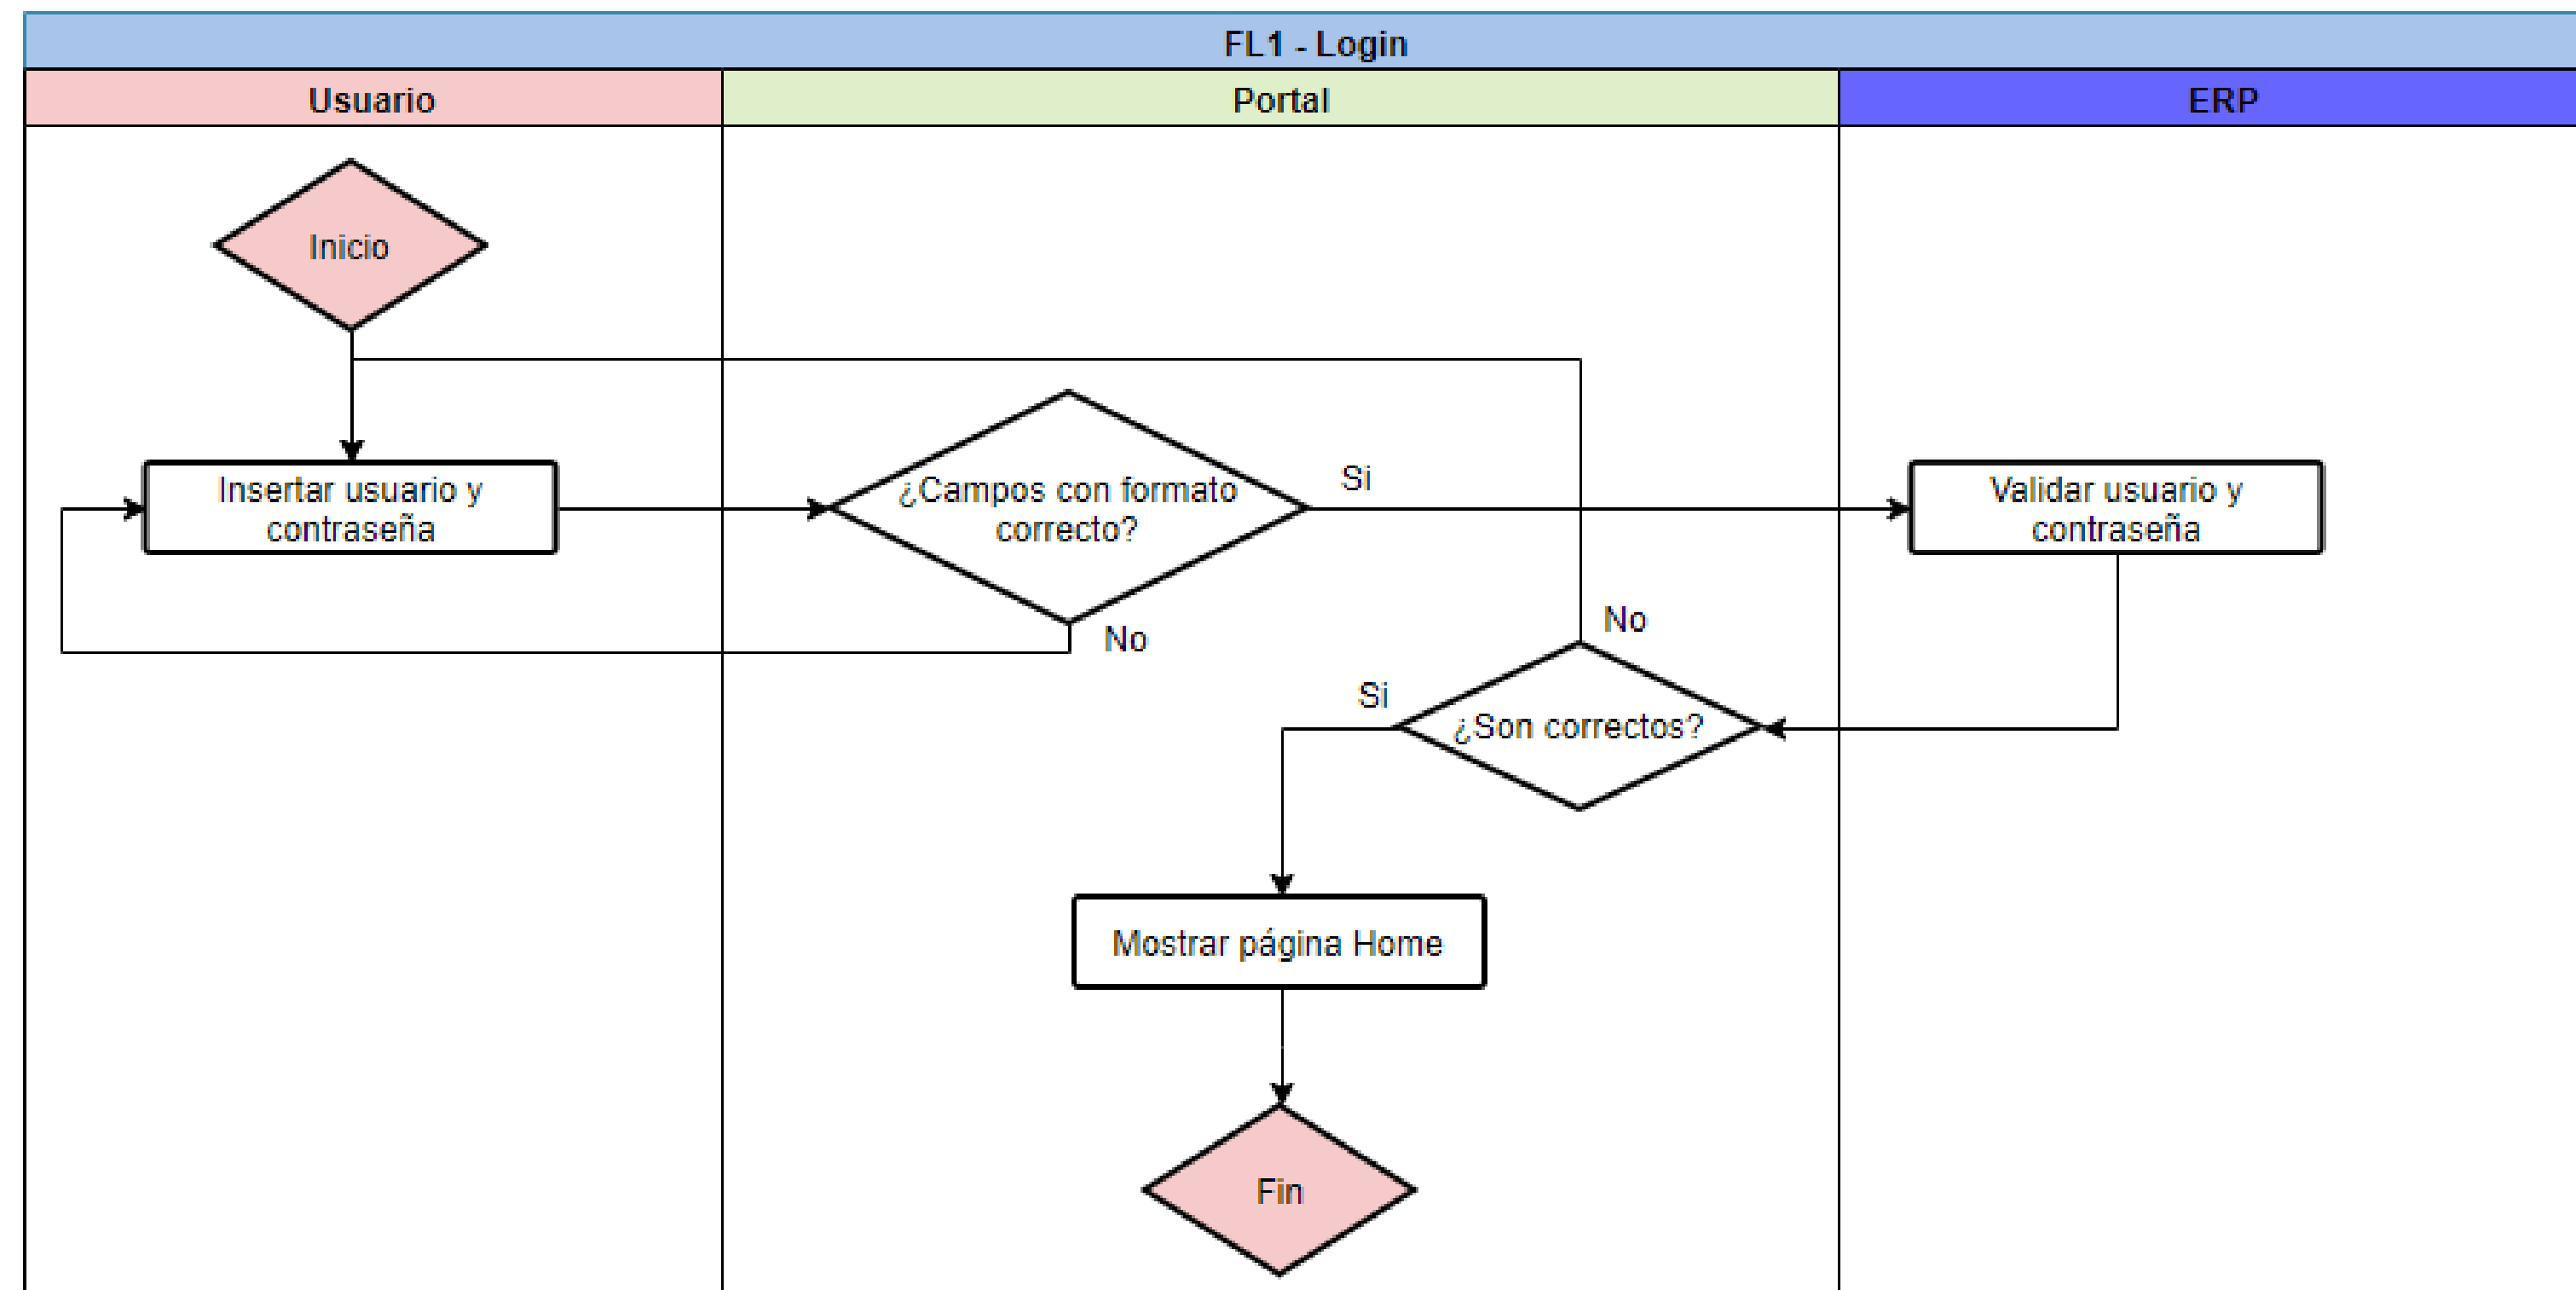 FL1 - Login
Usuario
Portal
ERP
Inicio
Insertar usuario y
contraseña
¿Campos con formato
correcto?
Si
No
Validar usuario y
contraseña
No
Si
¿Son correctos?
Mostrar página Home
Fin